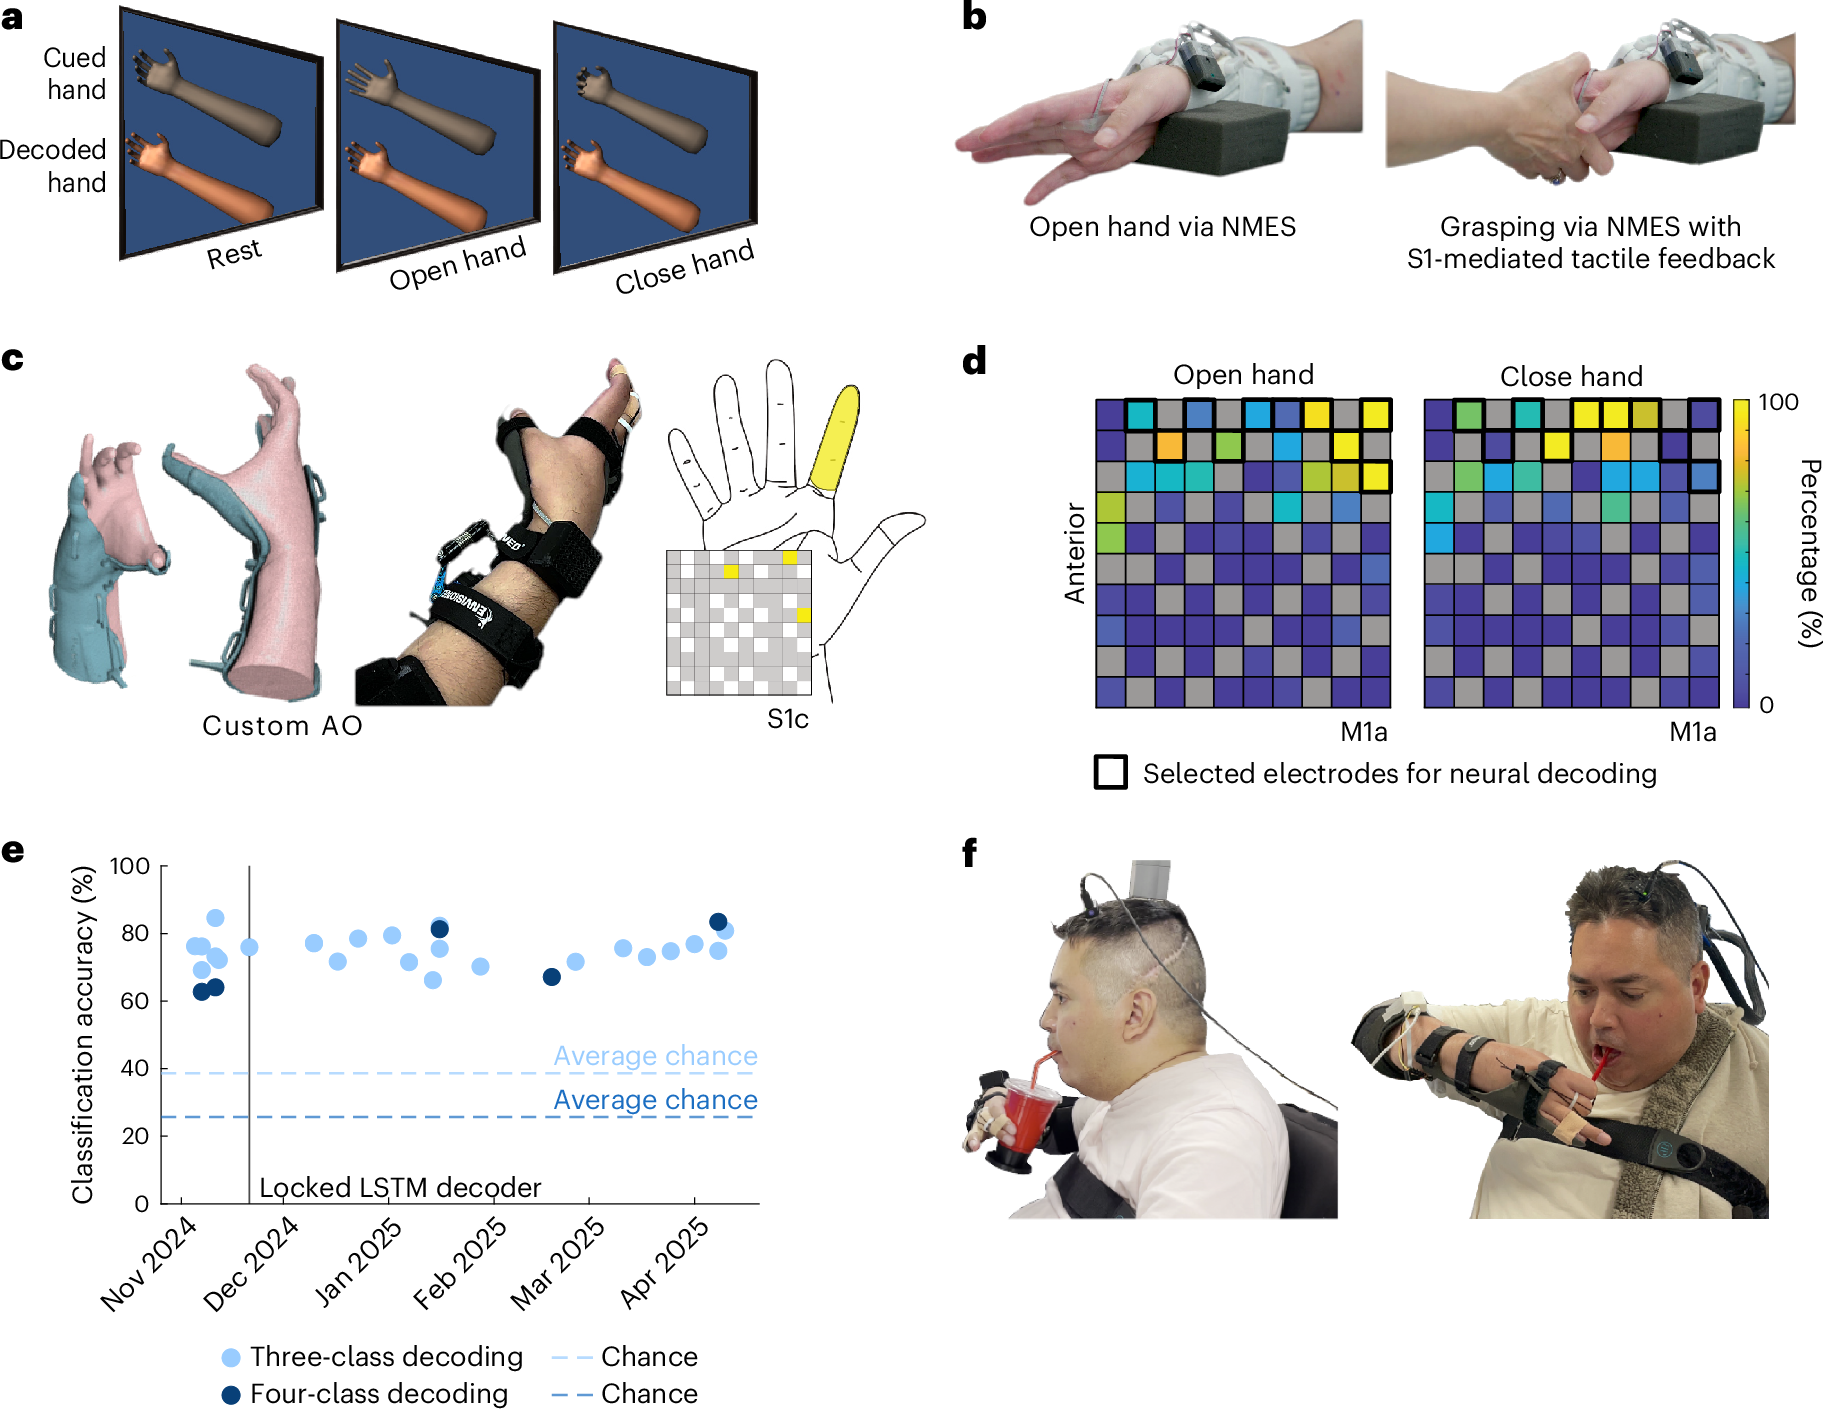 a
Cued
hand
Decoded
hand
Rest
Open hand
Close hand
b
Open hand via NMES
Grasping via NMES with
S1-mediated tactile feedback
c
Custom AO
S1c
d
Open hand
Close hand
Anterior
M1a
M1a
100
0
Percentage (%)
Selected electrodes for neural decoding
e
Classification accuracy (%)
100
80
60
40
20
0
Average chance
Average chance
Locked LSTM decoder
Nov 2024
Dec 2024
Jan 2025
Feb 2025
Mar 2025
Apr 2025
Three-class decoding
Chance
Four-class decoding
Chance
f